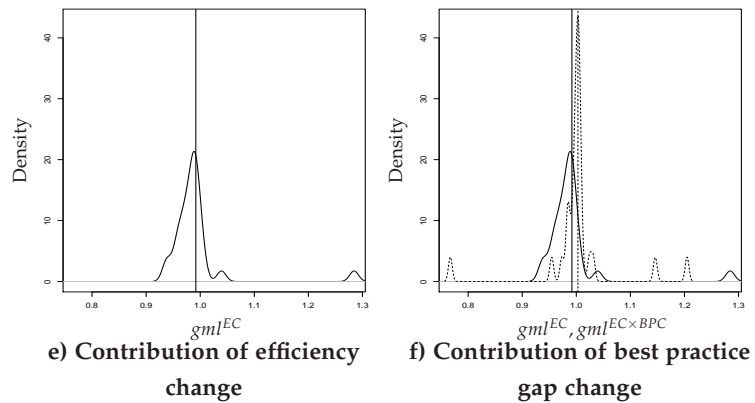 Density
40
30
20
10
0
0.8 0.9 1.0 1.1 1.2 1.3
gml^{EC}
e) Contribution of efficiency
change
Density
40
30
20
10
0
0.8 0.9 1.0 1.1 1.2 1.3
gml^{EC}, gml^{EC×BPC}
f) Contribution of best practice
gap change